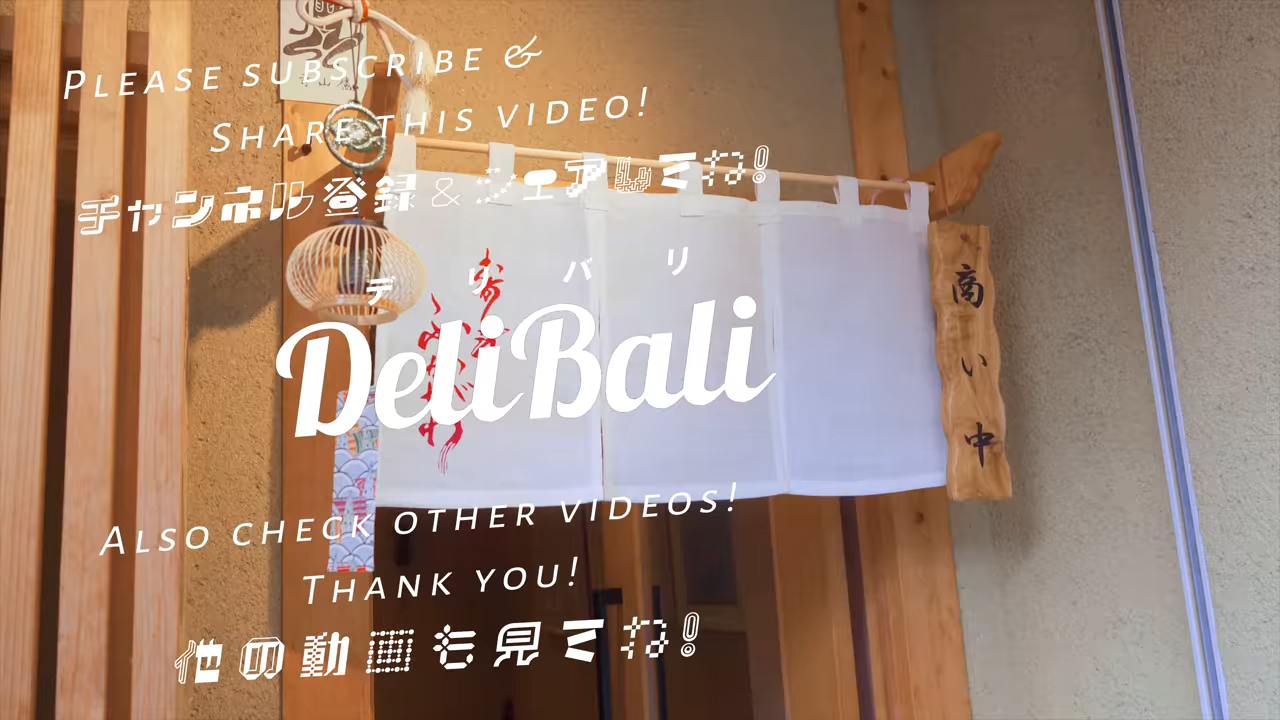 Please subscribe &
Share this video!
チャンネル登録&シェアしてね!
デリバリ
DeliBali
商い中
Also check other videos!
Thank you!
他の動画も見てね!